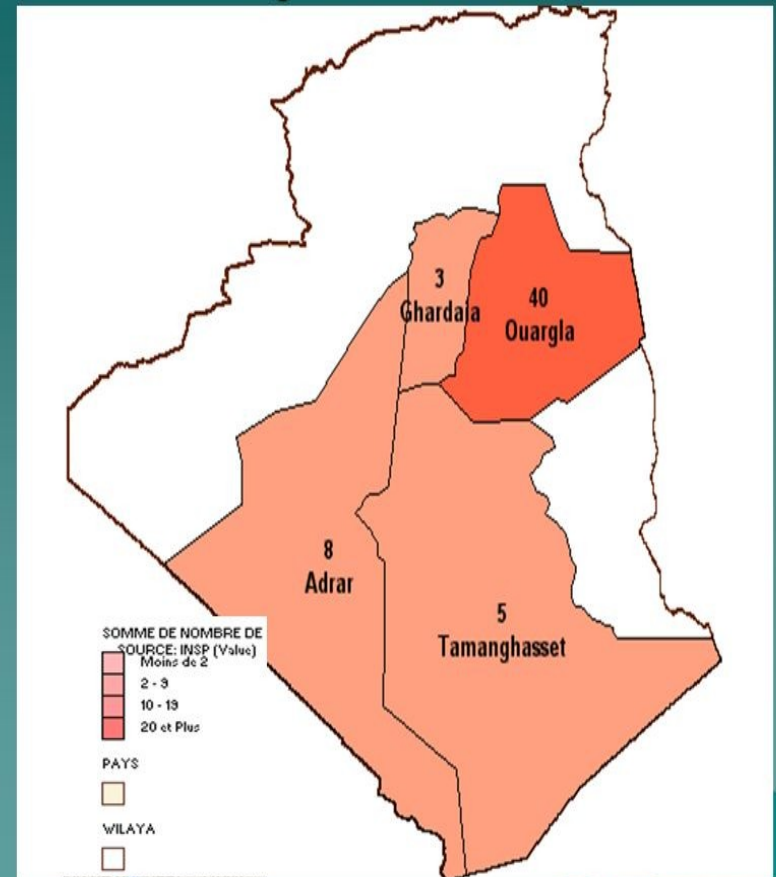 3
Ghardaia
40
Ouargla
8
Adrar
5
Tamanghasset
SOMME DE NOMBRE DE
SOURCE: INSP (Value)
Moins de 2
2 - 9
10 - 19
20 et Plus
PAYS
WILAYA